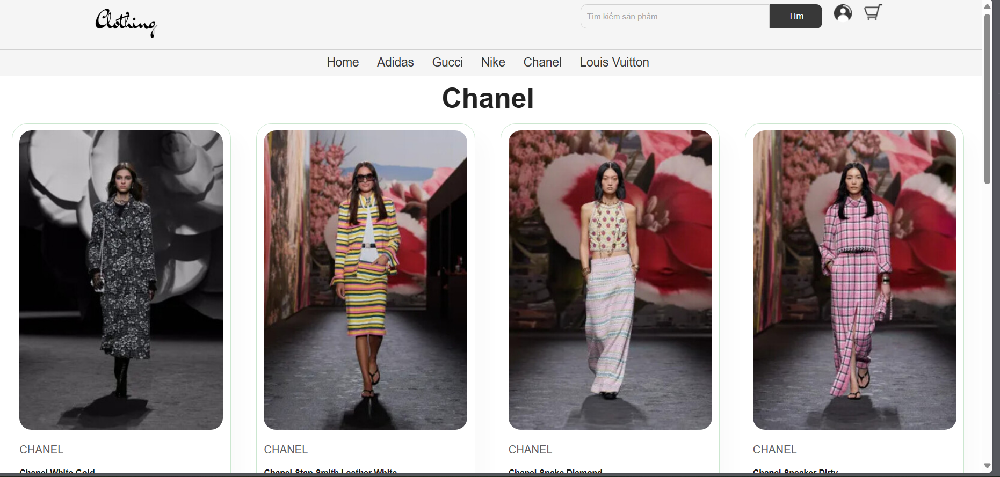 Clothing
Tìm kiếm sản phẩm
Tìm
Home Adidas Gucci Nike Chanel Louis Vuitton
Chanel
CHANEL CHANEL CHANEL CHANEL
Chanel White Gold Chanel Stan Smith Leather White Chanel Snake Diamond Chanel Speaker Dirty